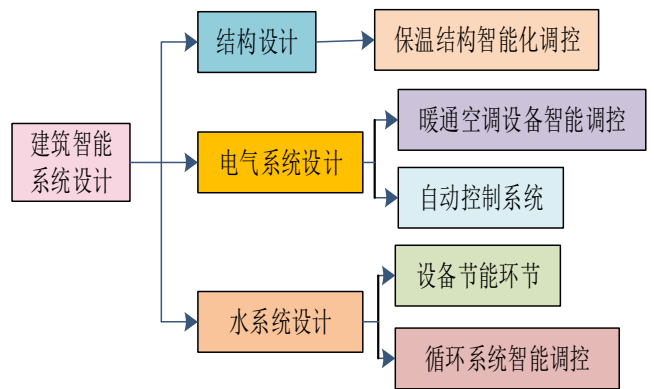 结构设计
保温结构智能化调控
建筑智能
系统设计
电气系统设计
暖通空调设备智能调控
自动控制系统
水系统设计
设备节能环节
循环系统智能调控